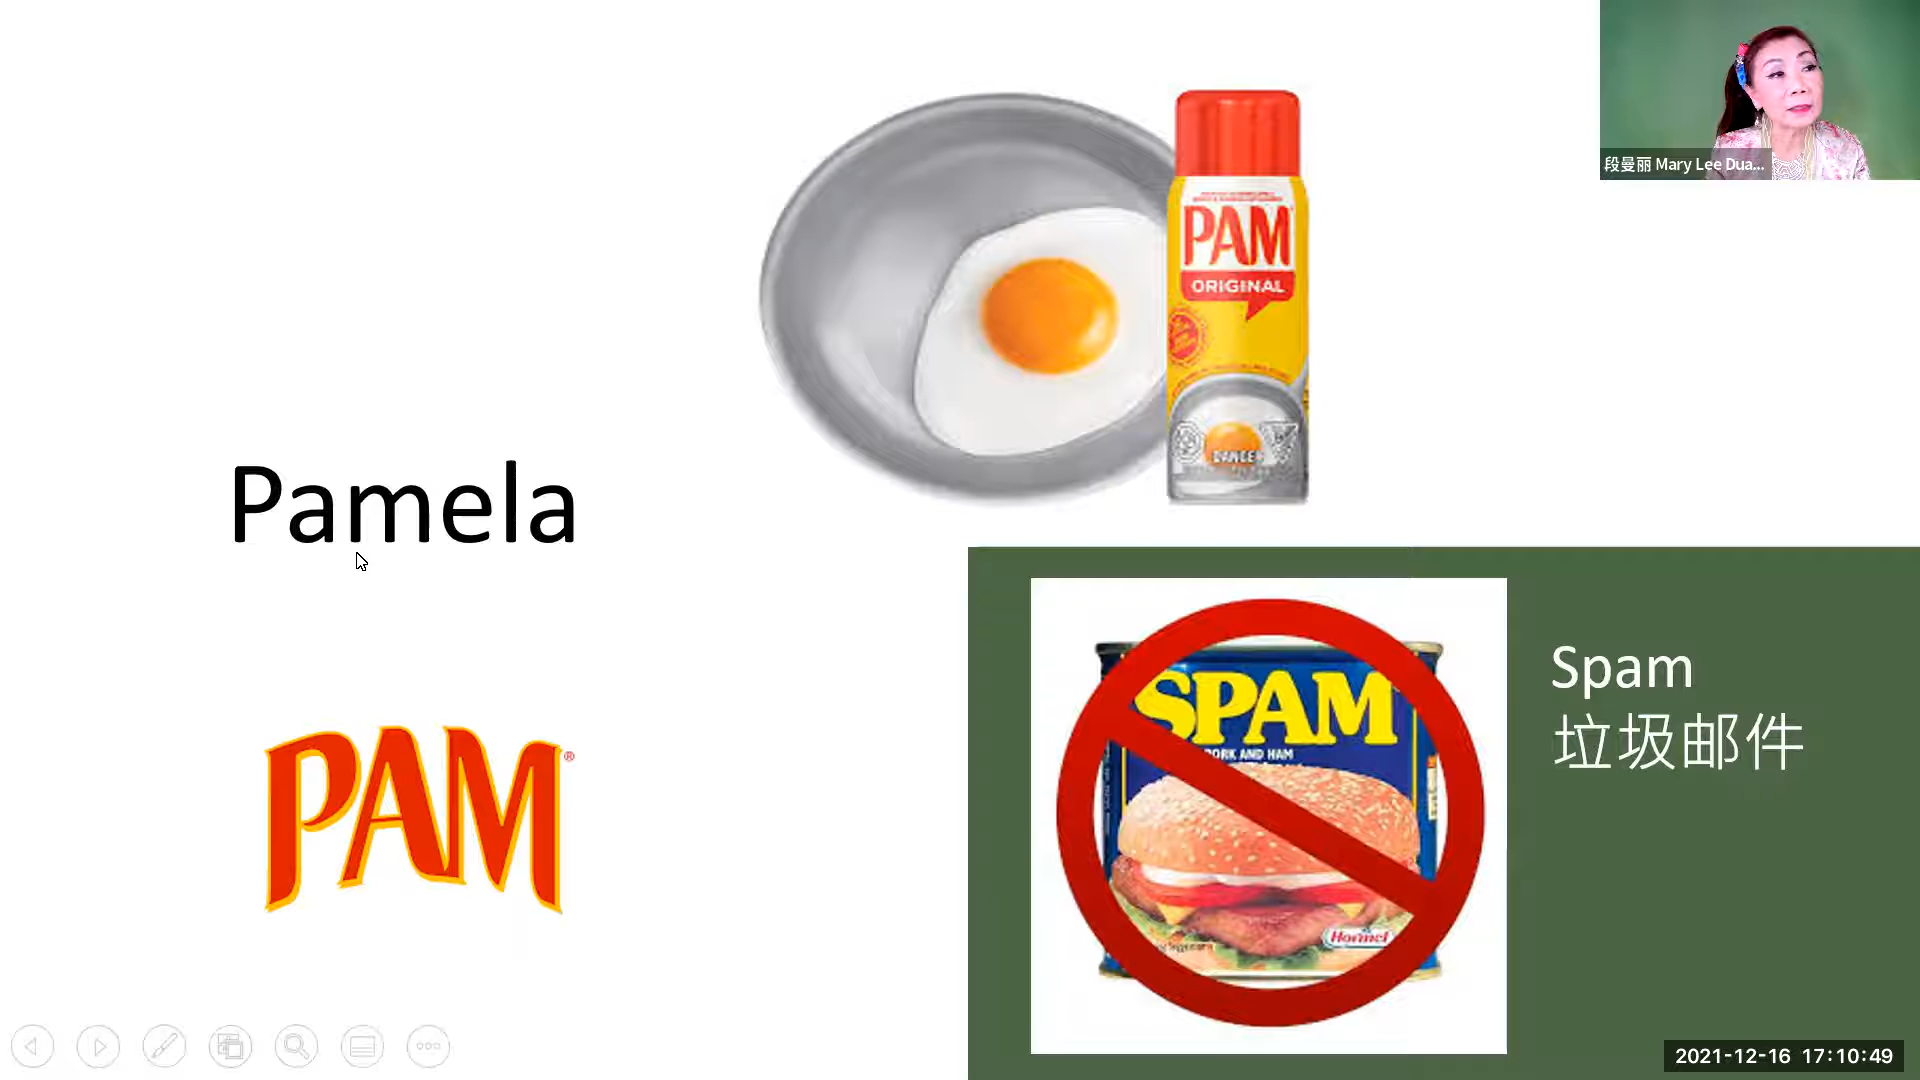 段曼丽 Mary Lee Dua...
PAM
ORIGINAL
DANGER
Pamela
PAM®
SPAM
PORK AND HAM
Hormel
Spam
垃圾邮件
2021-12-16 17:10:49